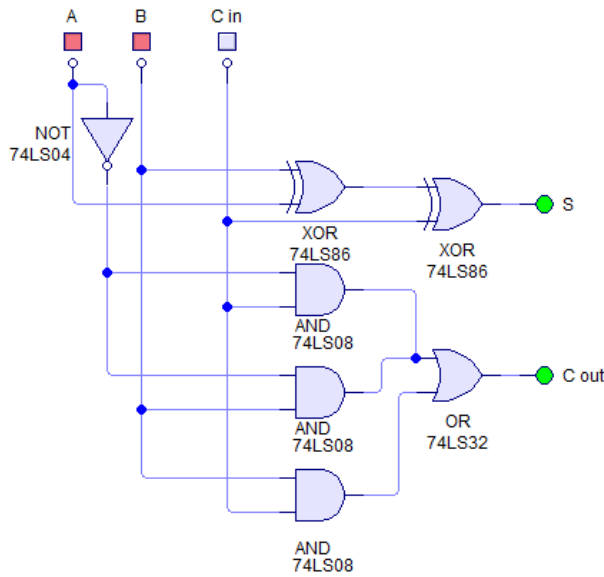 A
B
C in
NOT
74LS04
XOR
74LS86
XOR
74LS86
S
AND
74LS08
AND
74LS08
OR
74LS32
C out
AND
74LS08